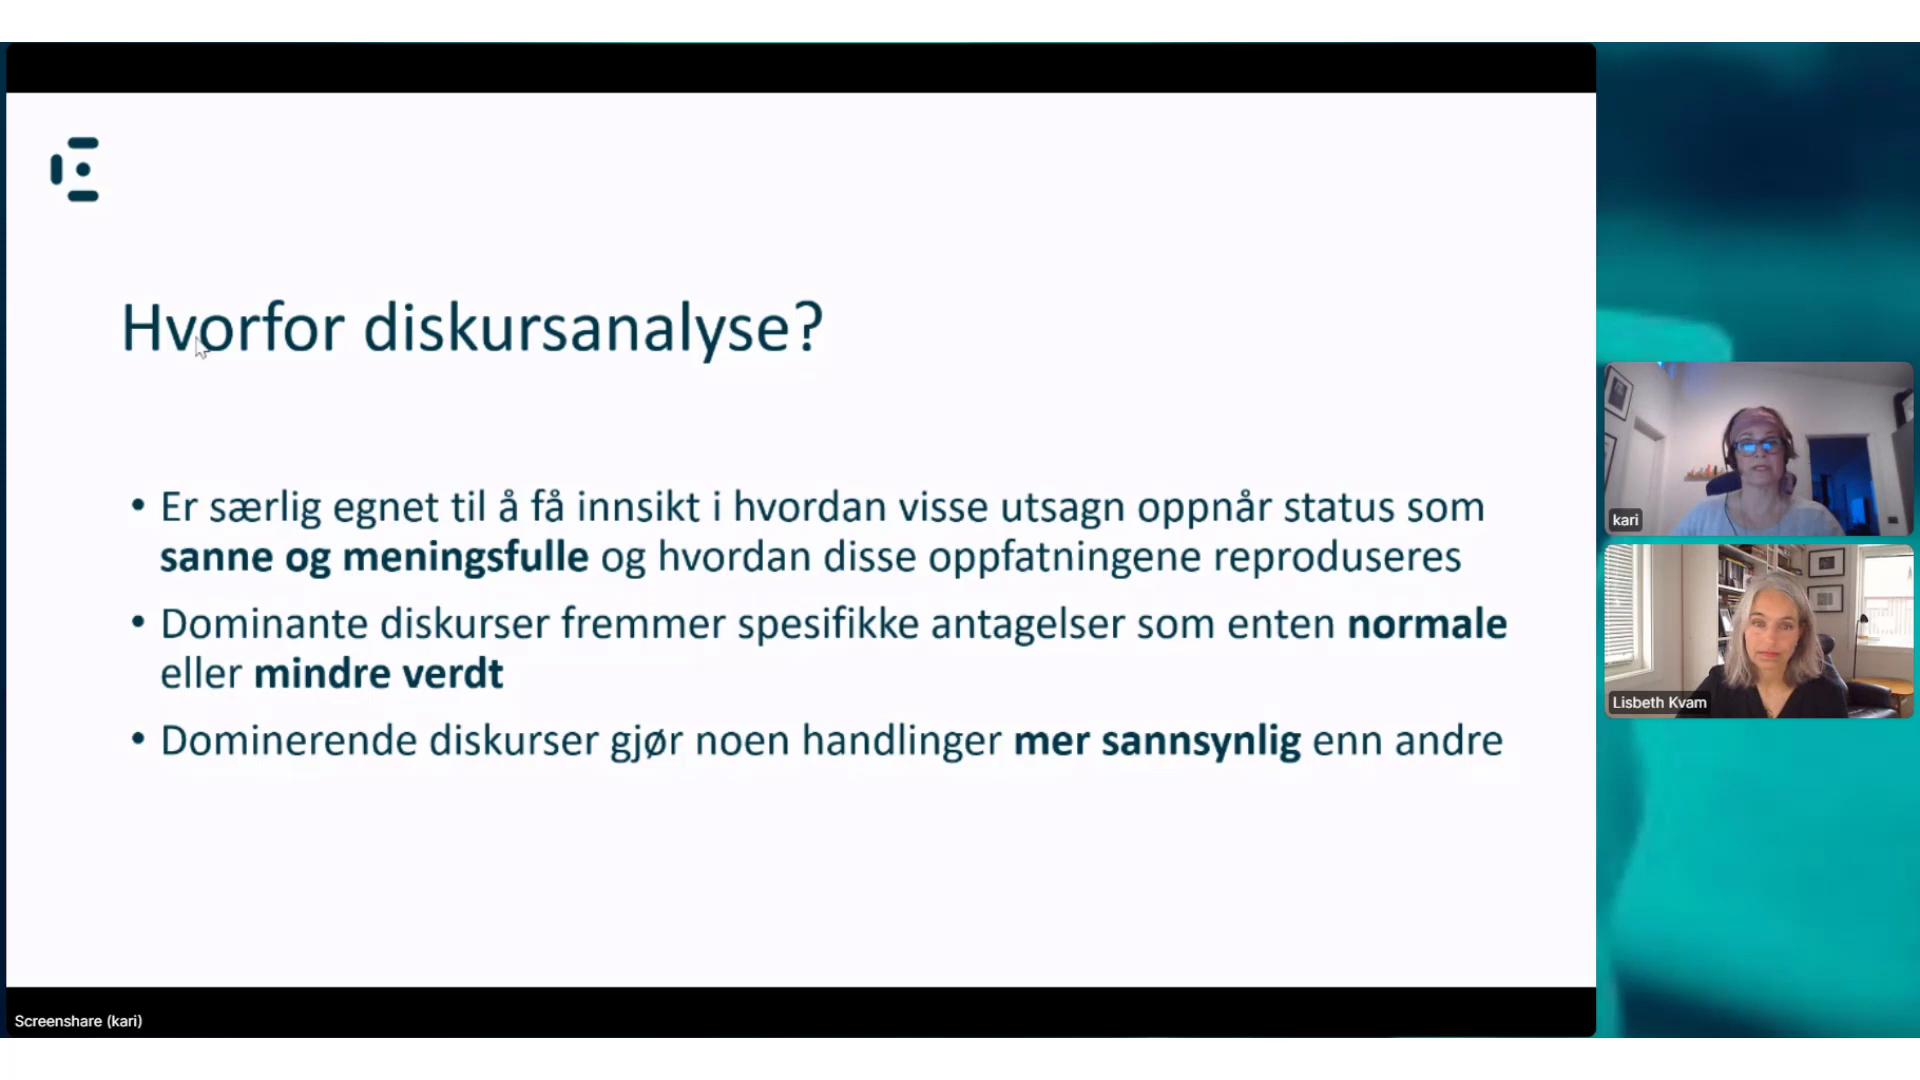 Hvorfor diskursanalyse?
• Er særlig egnet til å få innsikt i hvordan visse utsagn oppnår status som
sanne og meningsfulle og hvordan disse oppfatningene reproduseres
• Dominante diskurser fremmer spesifikke antagelser som enten normale
eller mindre verdt
• Dominerende diskurser gjør noen handlinger mer sannsynlig enn andre
kari
Lisbeth Kvam
Screenshare (kari)